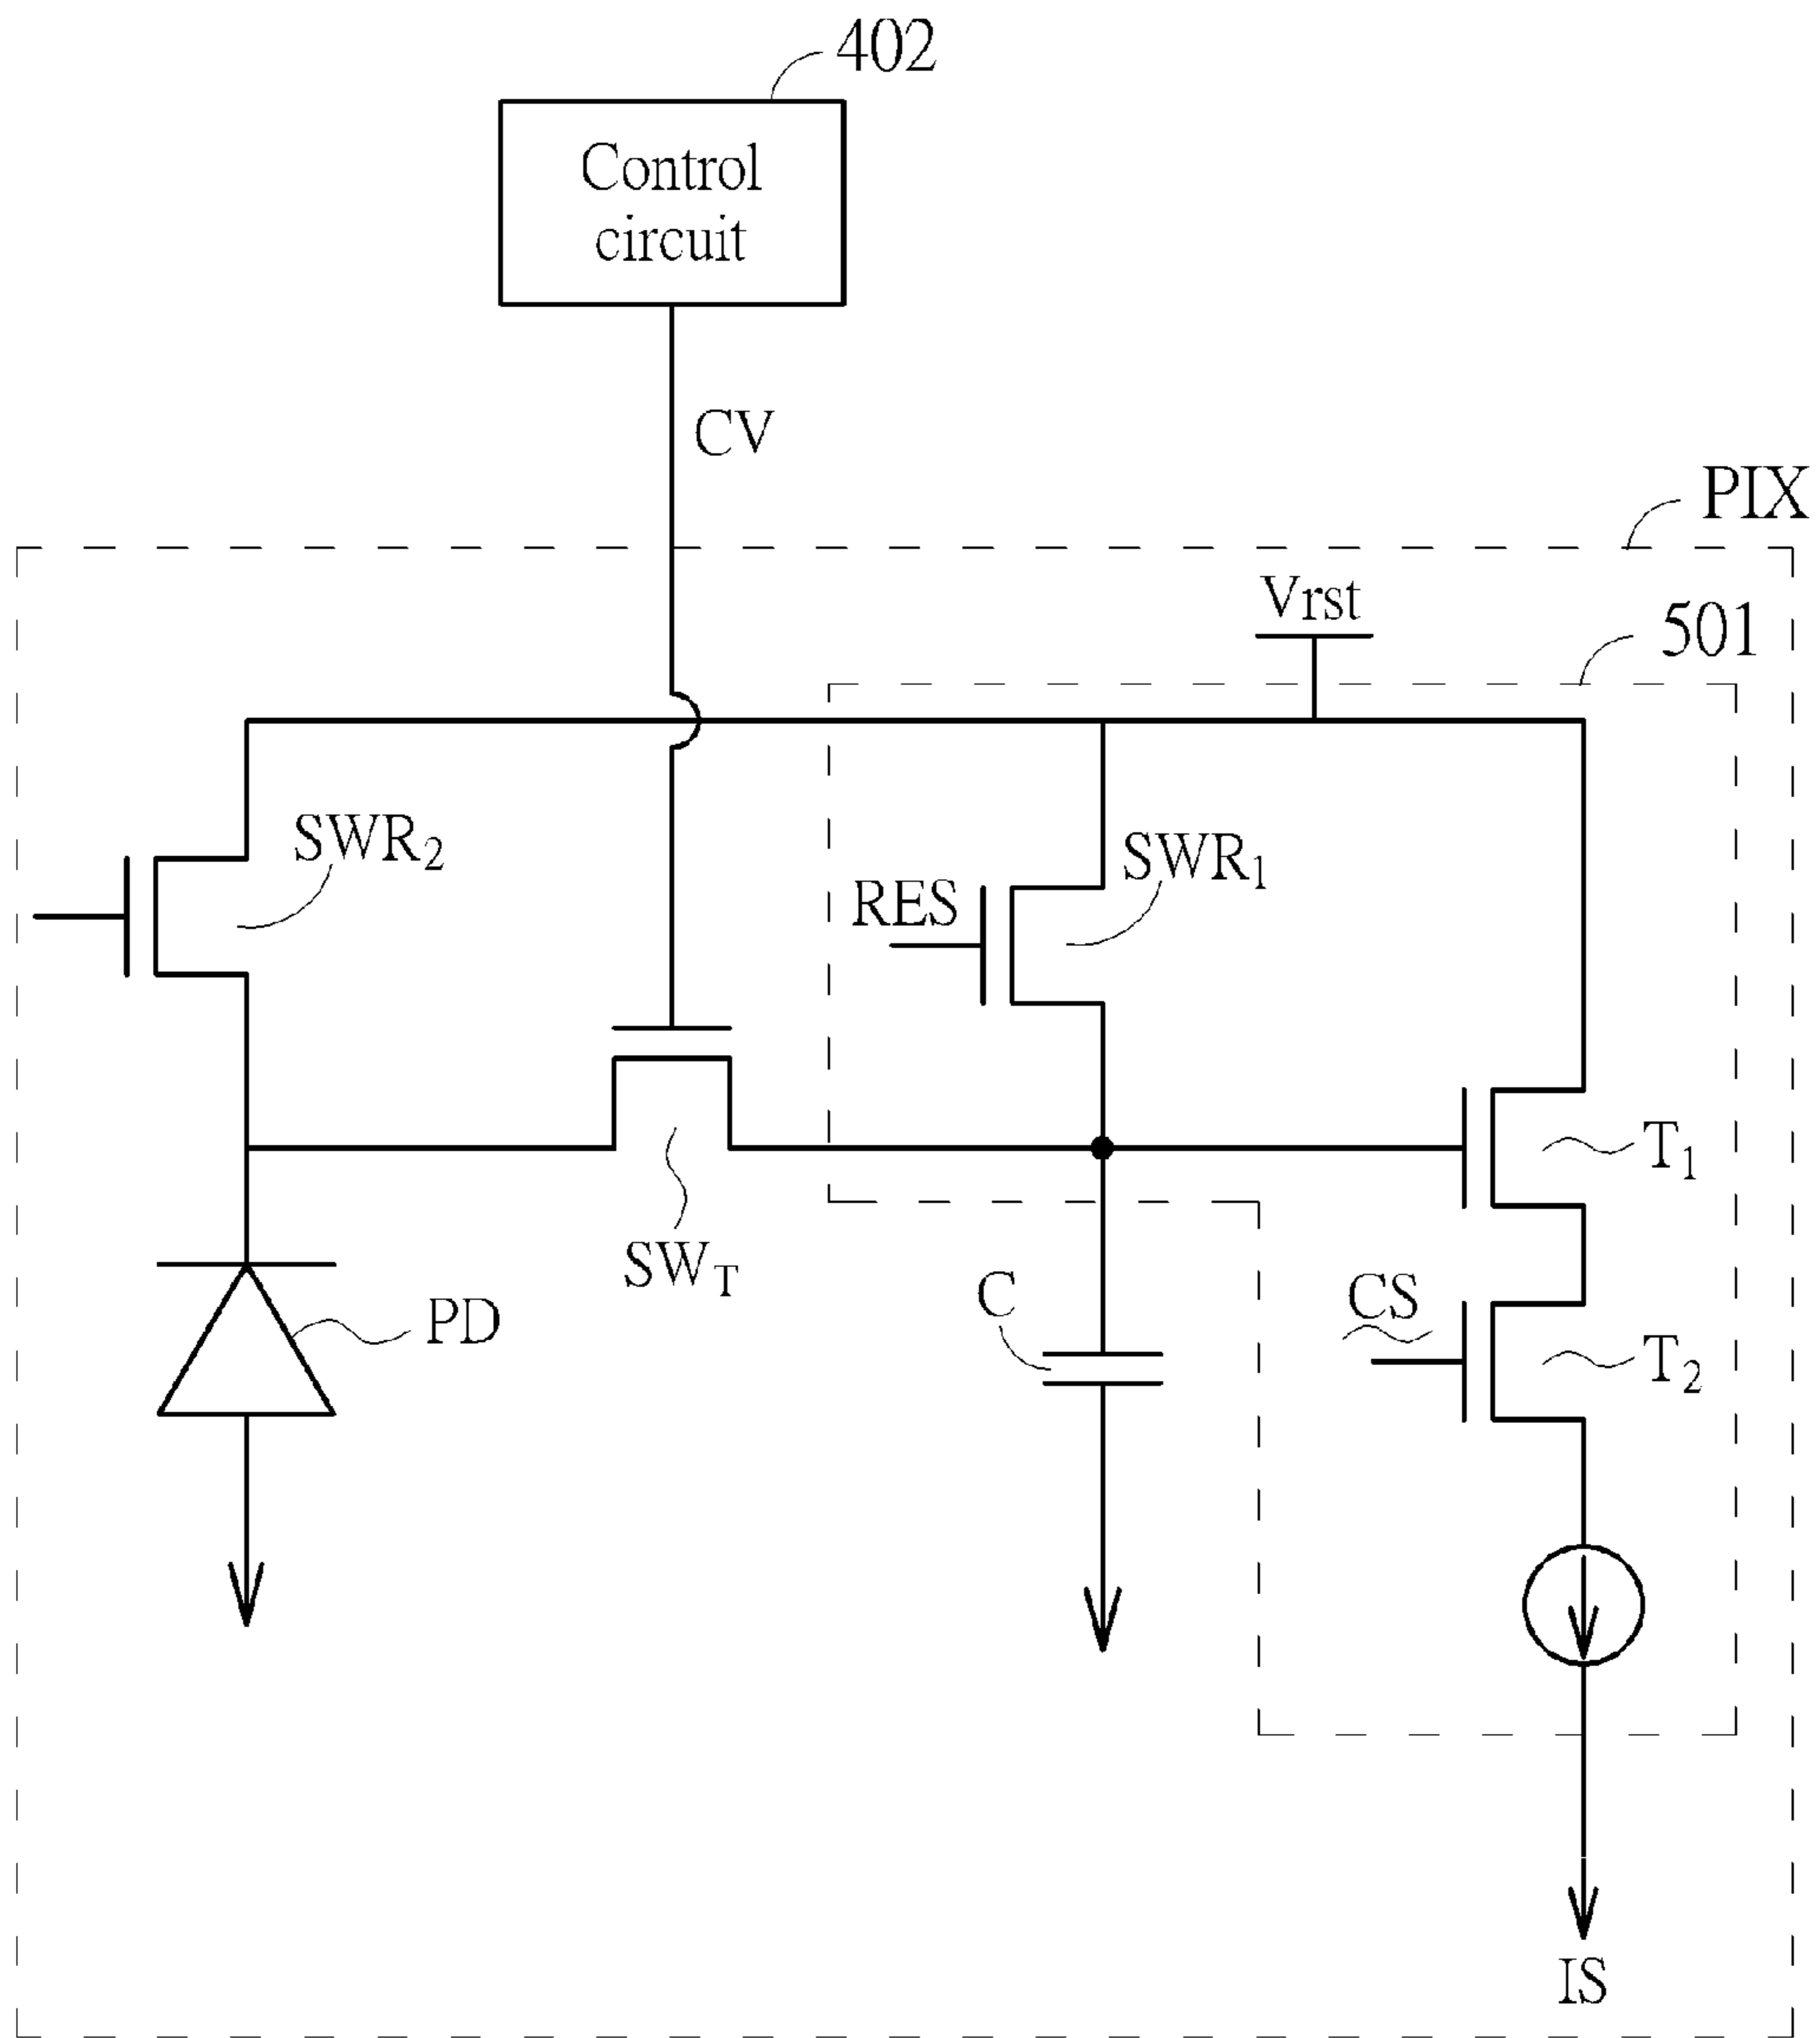 402
Control
circuit
CV
PIX
Vrst
501
SWR2
SWR1
RES
T1
SWT
C
CS
PD
T2
IS